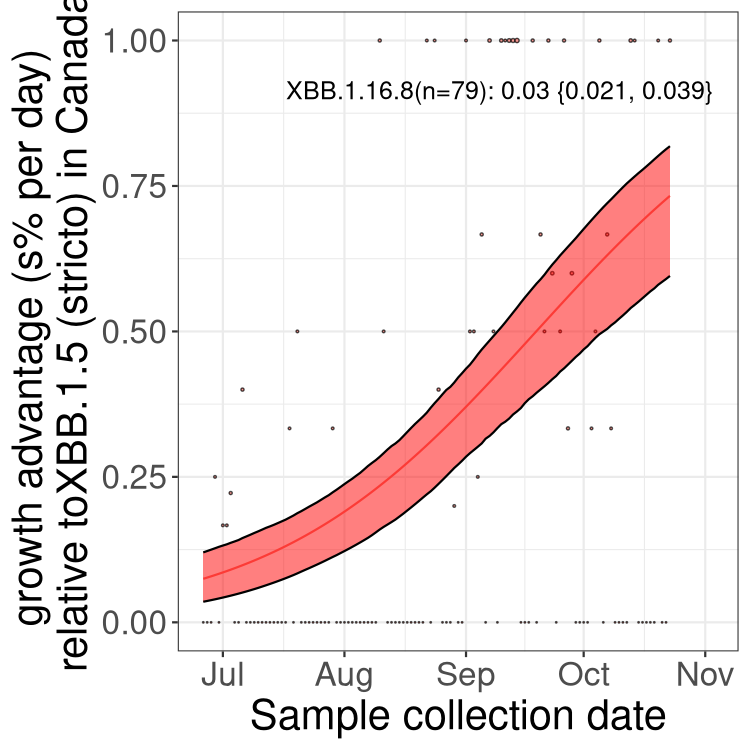 growth advantage (s% per day)
relative toXBB.1.5 (stricto) in Canada
1.00
XBB.1.16.8(n=79): 0.03 {0.021, 0.039}
0.75
0.50
0.25
0.00
Jul Aug Sep Oct Nov
Sample collection date